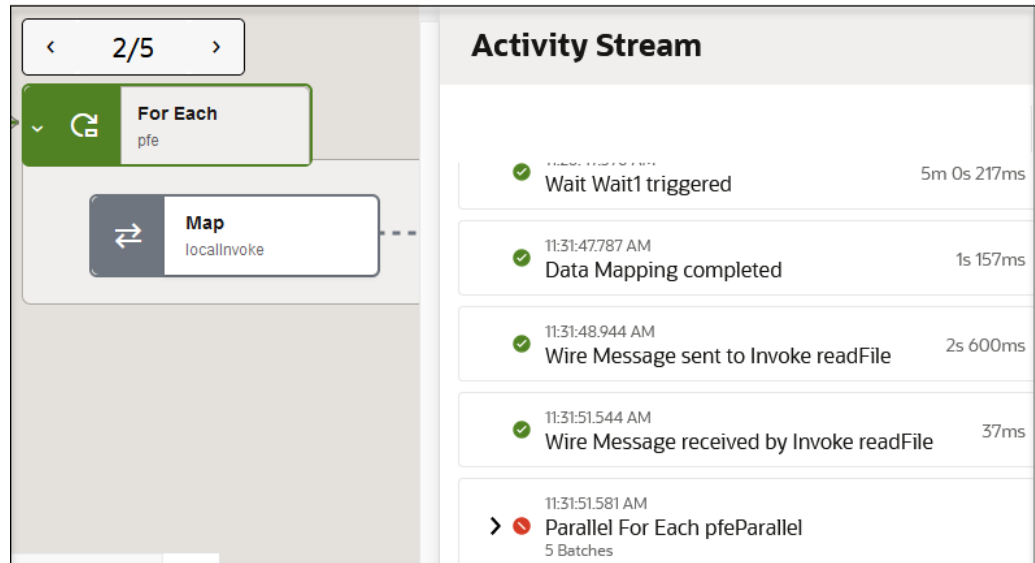 2/5
For Each
pfe
Map
localInvoke
Activity Stream
Wait Wait1 triggered
5m 0s 217ms
11:31:47.787 AM
Data Mapping completed
1s 157ms
11:31:48.944 AM
Wire Message sent to Invoke readFile
2s 600ms
11:31:51.544 AM
Wire Message received by Invoke readFile
37ms
11:31:51.581 AM
Parallel For Each pfeParallel
5 Batches